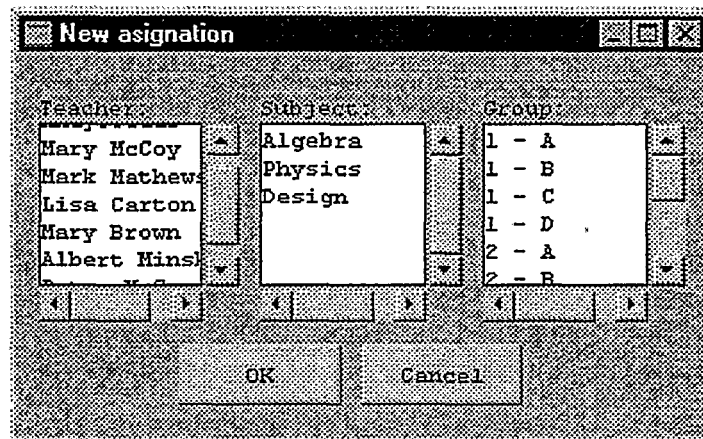 New asignation
Teacher:
Mary McCoy
Mark Mathews
Lisa Carton
Mary Brown
Albert Minsk
Subject:
Algebra
Physics
Design
Group:
1 - A
1 - B
1 - C
1 - D
2 - A
2 - B
OK
Cancel